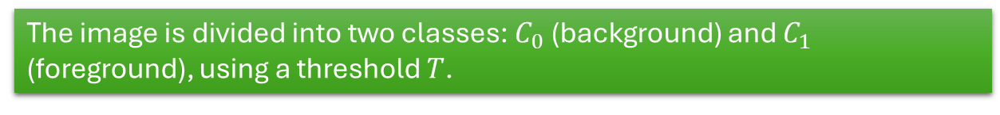 The image is divided into two classes: C₀ (background) and C₁
(foreground), using a threshold T.